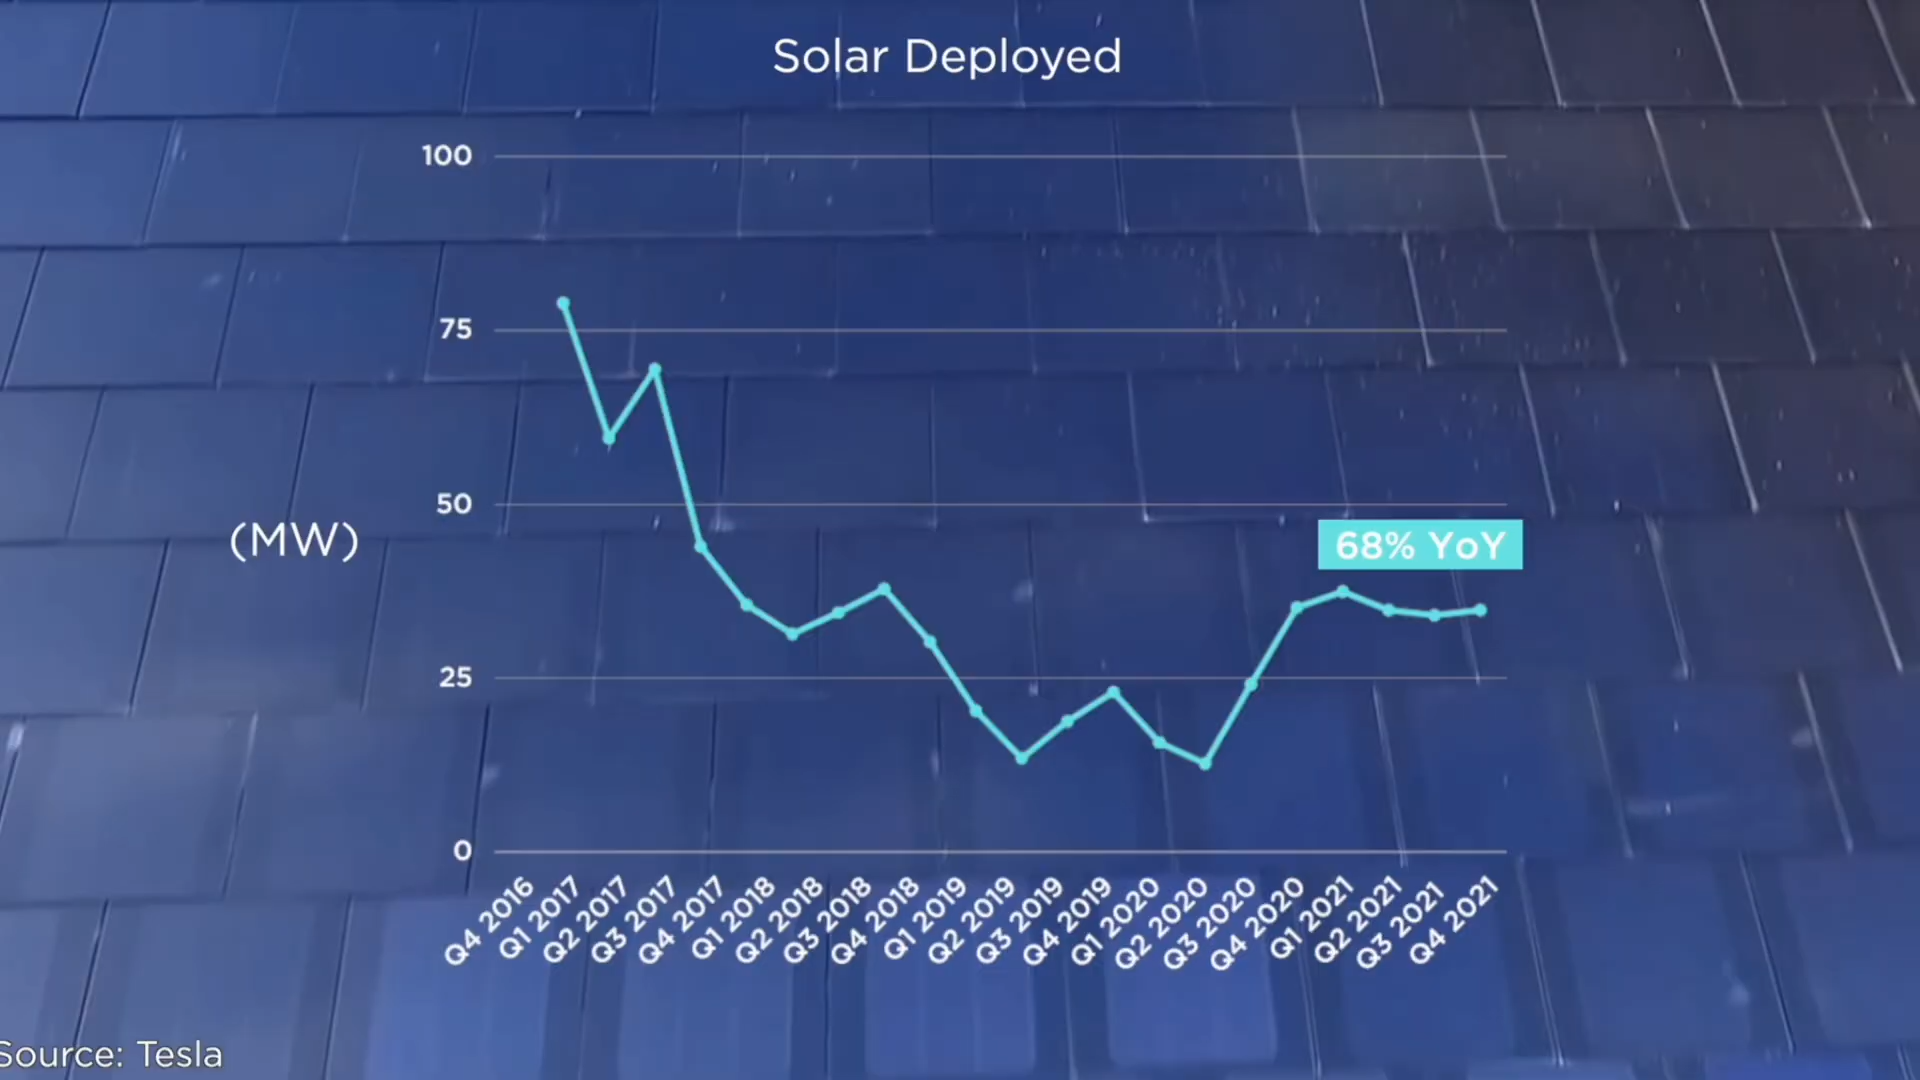 Solar Deployed
100
75
50
(MW)
68% YoY
25
0
Q4 2016
Q1 2017
Q2 2017
Q3 2017
Q4 2017
Q1 2018
Q2 2018
Q3 2018
Q4 2018
Q1 2019
Q2 2019
Q3 2019
Q4 2019
Q1 2020
Q2 2020
Q3 2020
Q4 2020
Q1 2021
Q2 2021
Q3 2021
Q4 2021
Source: Tesla